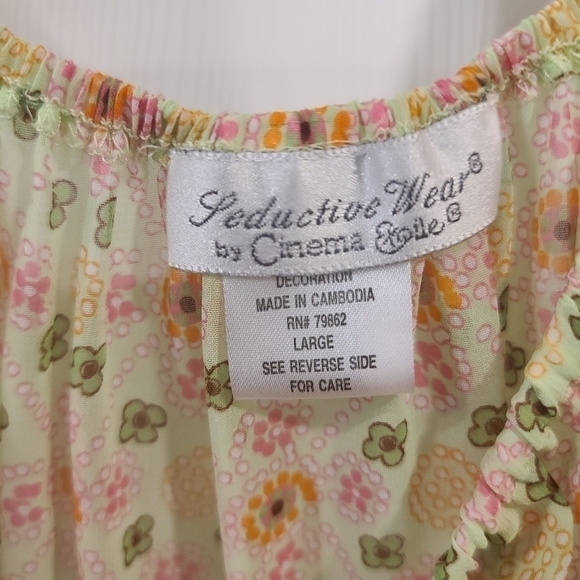 Seductive Wear®
by Cinema Etoile®
DECORATION
MADE IN CAMBODIA
RN# 79862
LARGE
SEE REVERSE SIDE
FOR CARE